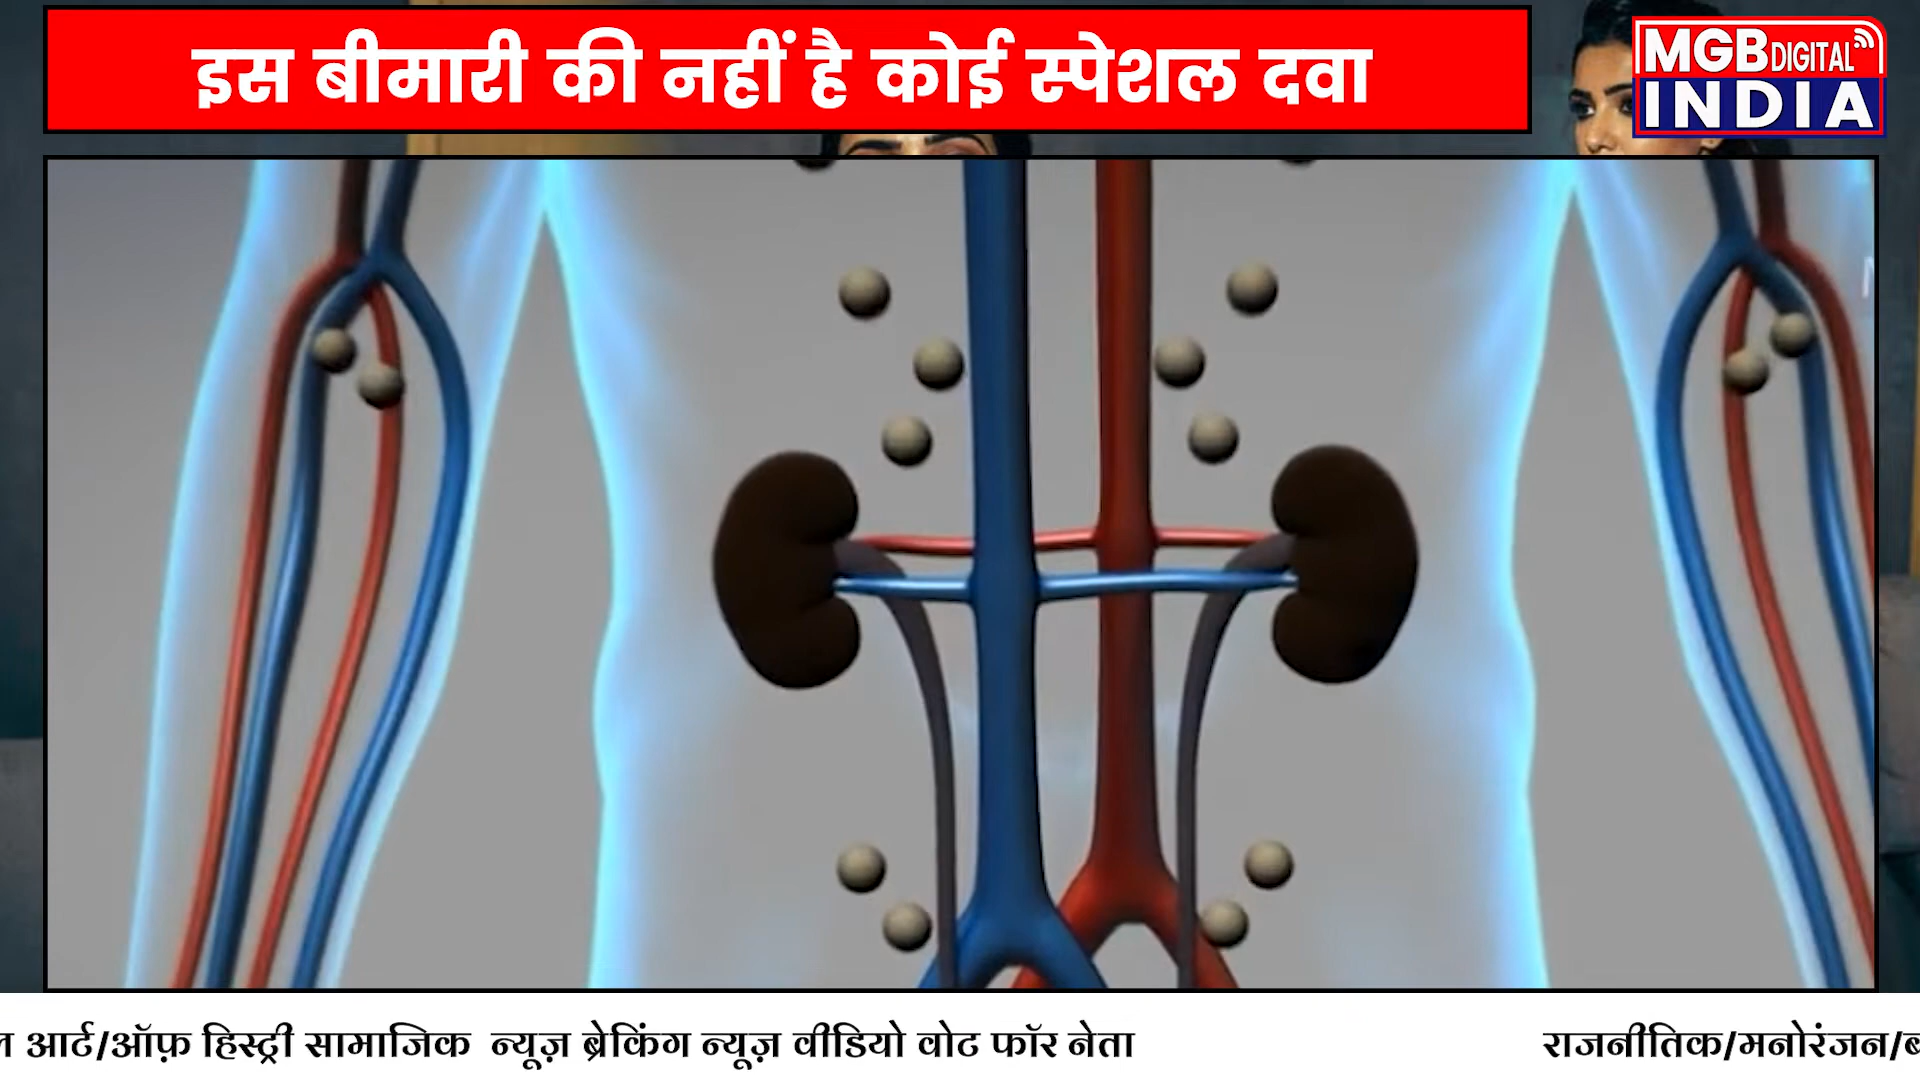 इस बीमारी की नहीं है कोई स्पेशल दवा
MGB DIGITAL
INDIA
आर्ट/ऑफ़ हिस्ट्री सामाजिक न्यूज़ ब्रेकिंग न्यूज़ वीडियो वोट फॉर नेता
राजनीतिक/मनोरंजन/